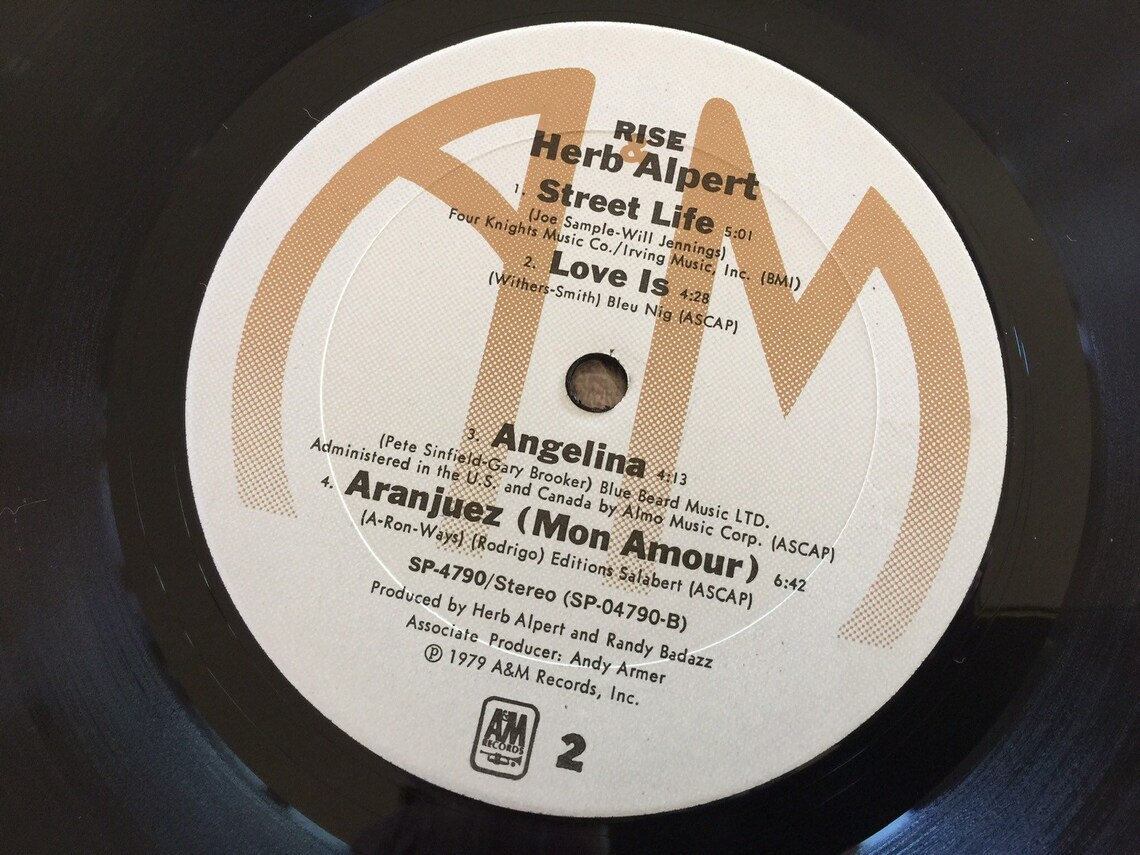 RISE
&
Herb Alpert
1. Street Life 5:01
(Joe Sample-Will Jennings)
Four Knights Music Co./Irving Music, Inc. (BMI)
2. Love Is 4:28
(Withers-Smith) Bleu Nig (ASCAP)
3. Angelina 4:13
(Pete Sinfield-Gary Brooker) Blue Beard Music LTD.
Administered in the U.S. and Canada by Almo Music Corp. (ASCAP)
4. Aranjuez (Mon Amour) 6:42
(A-Ron-Ways) (Rodrigo) Editions Salabert (ASCAP)
SP-4790/Stereo (SP-04790-B)
Produced by Herb Alpert and Randy Badazz
Associate Producer: Andy Armer
℗ 1979 A&M Records, Inc.
A&M
RECORDS
2